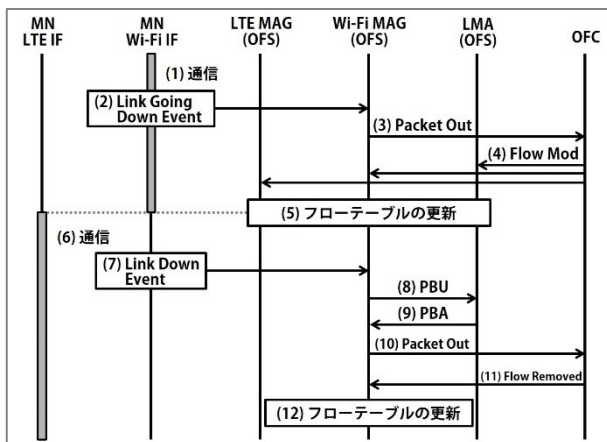 MN LTE IF
MN Wi-Fi IF
LTE MAG (OFS)
Wi-Fi MAG (OFS)
LMA (OFS)
OFC
(1) 通信
(2) Link Going
Down Event
(3) Packet Out
(4) Flow Mod
(5) フローテーブルの更新
(6) 通信
(7) Link Down
Event
(8) PBU
(9) PBA
(10) Packet Out
(11) Flow Removed
(12) フローテーブルの更新